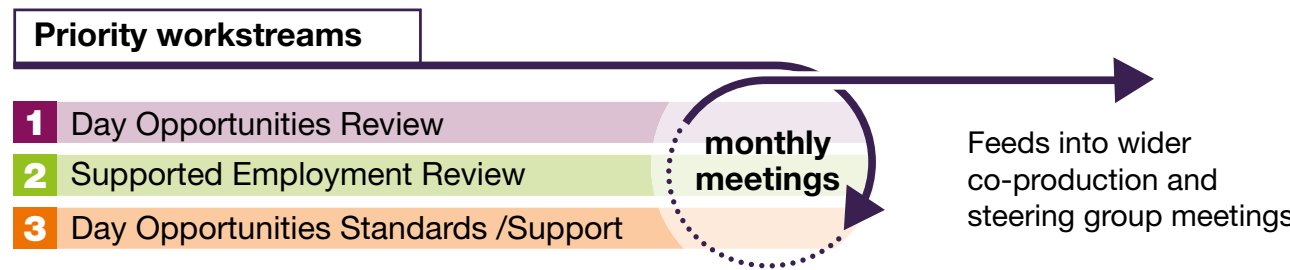 Priority workstreams
1 Day Opportunities Review
2 Supported Employment Review
3 Day Opportunities Standards /Support
monthly
meetings
Feeds into wider
co-production and
steering group meetings